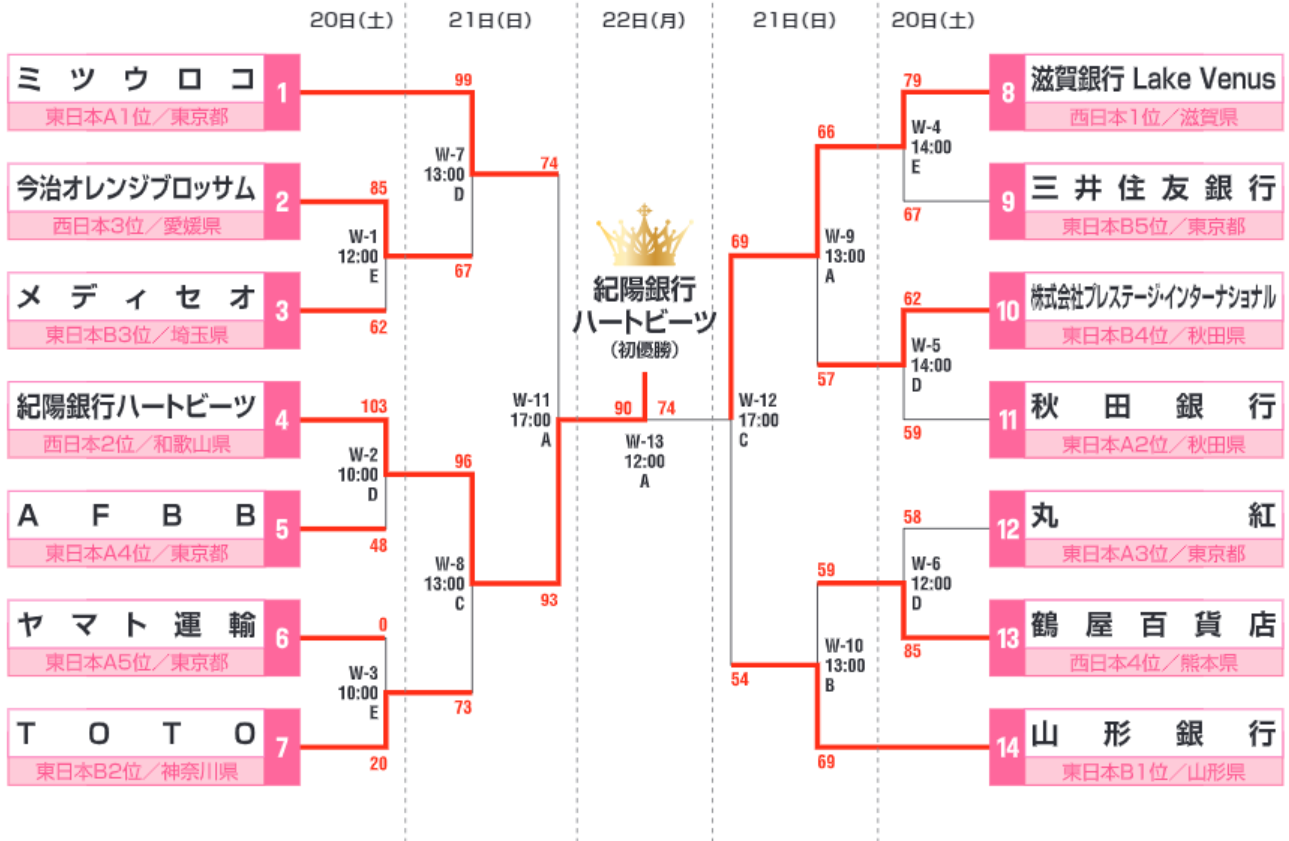 20日(土) 21日(日) 22日(月) 21日(日) 20日(土)
ミツウロコ
1
東日本A1位／東京都
今治オレンジブロッサム
2
西日本3位／愛媛県
メディセオ
3
東日本B3位／埼玉県
紀陽銀行ハートビーツ
4
西日本2位／和歌山県
AFBB
5
東日本A4位／東京都
ヤマト運輸
6
東日本A5位／東京都
TOTO
7
東日本B2位／神奈川県
85
W-1
12:00
E
62
103
W-2
10:00
D
48
0
W-3
10:00
E
20
99
W-7
13:00
D
67
96
W-8
13:00
C
73
74
W-11
17:00
A
93
紀陽銀行
ハートビーツ
(初優勝)
90 74
W-13
12:00
A
69
W-12
17:00
C
54
66
W-9
13:00
A
57
59
W-10
13:00
B
69
79
W-4
14:00
E
67
62
W-5
14:00
D
59
58
W-6
12:00
D
85
8
滋賀銀行 Lake Venus
西日本1位／滋賀県
9
三井住友銀行
東日本B5位／東京都
10
株式会社プレステージ・インターナショナル
東日本B4位／秋田県
11
秋田銀行
東日本A2位／秋田県
12
丸紅
東日本A3位／東京都
13
鶴屋百貨店
西日本4位／熊本県
14
山形銀行
東日本B1位／山形県